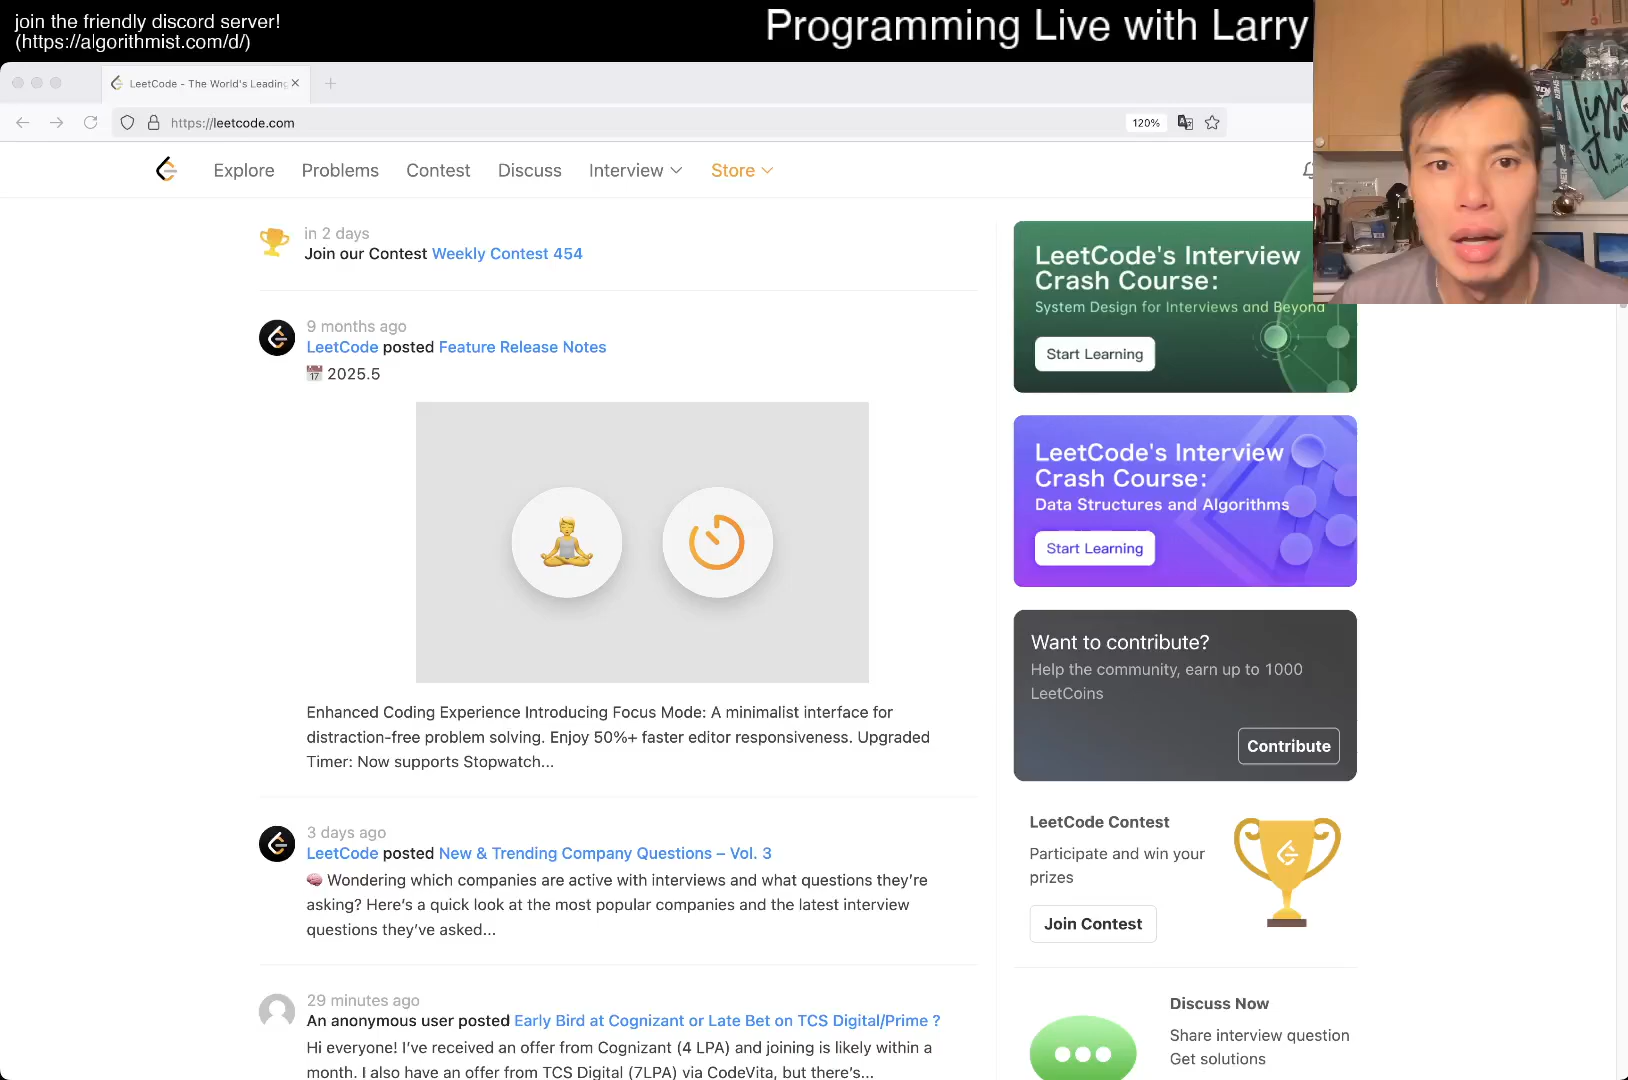 join the friendly discord server!
(https://algorithmist.com/d/)
Programming Live with Larry
LeetCode - The World's Leading
https://leetcode.com
120%
Explore
Problems
Contest
Discuss
Interview
Store
in 2 days
Join our Contest Weekly Contest 454
9 months ago
LeetCode posted Feature Release Notes
📅 2025.5
Enhanced Coding Experience Introducing Focus Mode: A minimalist interface for
distraction-free problem solving. Enjoy 50%+ faster editor responsiveness. Upgraded
Timer: Now supports Stopwatch...
3 days ago
LeetCode posted New & Trending Company Questions – Vol. 3
🧠 Wondering which companies are active with interviews and what questions they’re
asking? Here’s a quick look at the most popular companies and the latest interview
questions they’ve asked...
29 minutes ago
An anonymous user posted Early Bird at Cognizant or Late Bet on TCS Digital/Prime ?
Hi everyone! I’ve received an offer from Cognizant (4 LPA) and joining is likely within a
month. I also have an offer from TCS Digital (7LPA) via CodeVita, but there’s...
LeetCode's Interview
Crash Course:
System Design for Interviews and Beyond
Start Learning
LeetCode's Interview
Crash Course:
Data Structures and Algorithms
Start Learning
Want to contribute?
Help the community, earn up to 1000
LeetCoins
Contribute
LeetCode Contest
Participate and win your
prizes
Join Contest
Discuss Now
Share interview question
Get solutions